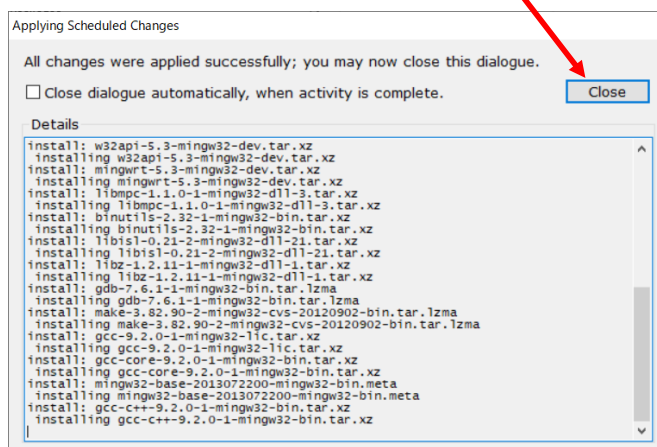 Applying Scheduled Changes
All changes were applied successfully; you may now close this dialogue.
Close dialogue automatically, when activity is complete.
Close
Details
install: w32api-5.3-mingw32-dev.tar.xz
installing w32api-5.3-mingw32-dev.tar.xz
install: mingwrt-5.3-mingw32-dev.tar.xz
installing mingwrt-5.3-mingw32-dev.tar.xz
install: libmpc-1.1.0-1-mingw32-dll-3.tar.xz
installing libmpc-1.1.0-1-mingw32-dll-3.tar.xz
install: binutils-2.32-1-mingw32-bin.tar.xz
installing binutils-2.32-1-mingw32-bin.tar.xz
install: libisl-0.21-2-mingw32-dll-21.tar.xz
installing libisl-0.21-2-mingw32-dll-21.tar.xz
install: libz-1.2.11-1-mingw32-dll-1.tar.xz
installing libz-1.2.11-1-mingw32-dll-1.tar.xz
install: gdb-7.6.1-1-mingw32-bin.tar.lzma
installing gdb-7.6.1-1-mingw32-bin.tar.lzma
install: make-3.82.90-2-mingw32-cvs-20120902-bin.tar.lzma
installing make-3.82.90-2-mingw32-cvs-20120902-bin.tar.lzma
install: gcc-9.2.0-1-mingw32-lic.tar.xz
installing gcc-9.2.0-1-mingw32-lic.tar.xz
install: gcc-core-9.2.0-1-mingw32-bin.tar.xz
installing gcc-core-9.2.0-1-mingw32-bin.tar.xz
install: mingw32-base-2013072200-mingw32-bin.meta
installing mingw32-base-2013072200-mingw32-bin.meta
install: gcc-c++-9.2.0-1-mingw32-bin.tar.xz
installing gcc-c++-9.2.0-1-mingw32-bin.tar.xz